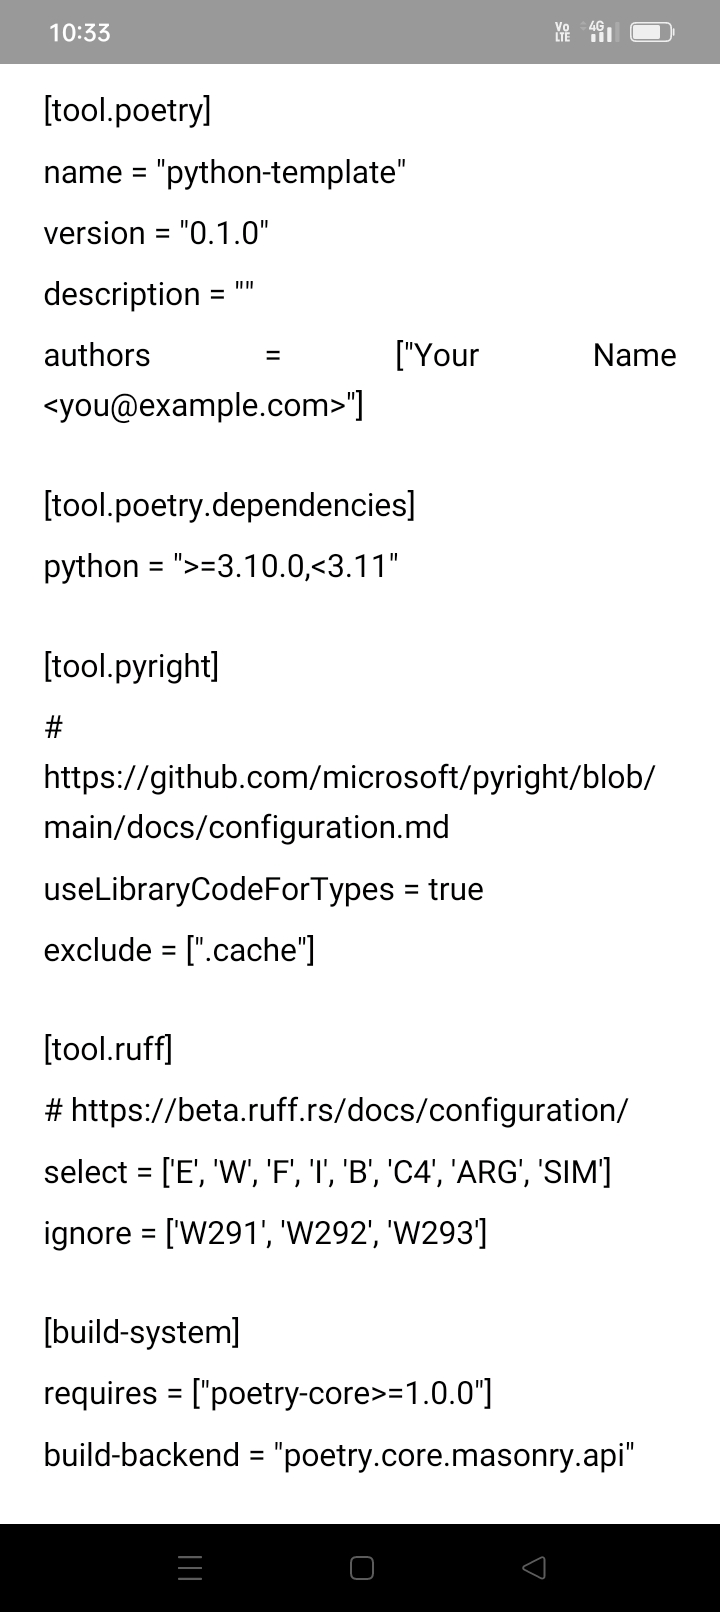 10:33
Vo LTE 4G
[tool.poetry]
name = "python-template"
version = "0.1.0"
description = ""
authors = ["Your Name
<you@example.com>"]
[tool.poetry.dependencies]
python = ">=3.10.0,<3.11"
[tool.pyright]
#
https://github.com/microsoft/pyright/blob/
main/docs/configuration.md
useLibraryCodeForTypes = true
exclude = [".cache"]
[tool.ruff]
# https://beta.ruff.rs/docs/configuration/
select = ['E', 'W', 'F', 'I', 'B', 'C4', 'ARG', 'SIM']
ignore = ['W291', 'W292', 'W293']
[build-system]
requires = ["poetry-core>=1.0.0"]
build-backend = "poetry.core.masonry.api"